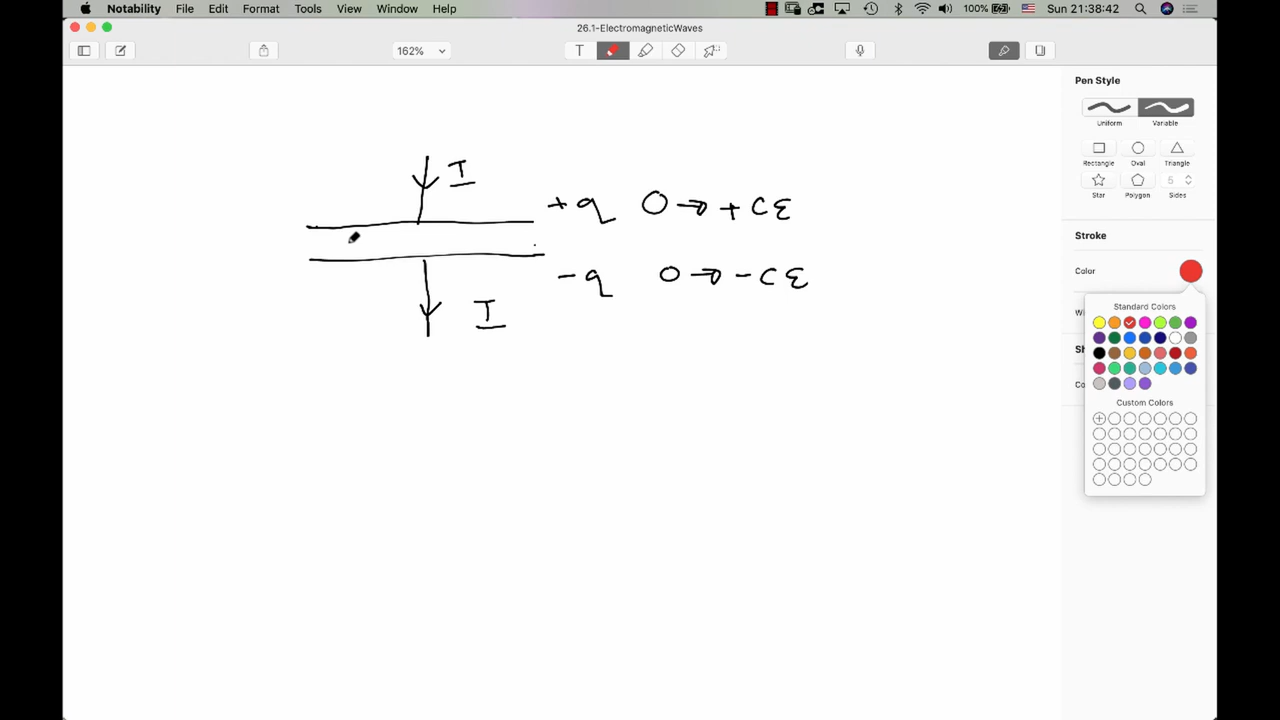 Notability File Edit Format Tools View Window Help 100% Sun 21:38:42
26.1-ElectromagneticWaves
162% T
Pen Style
Uniform Variable
Rectangle Oval Triangle
5
Star Polygon Sides
Stroke
Color
Standard Colors
Custom Colors
I
+q 0→+Cε
-q 0→-Cε
I